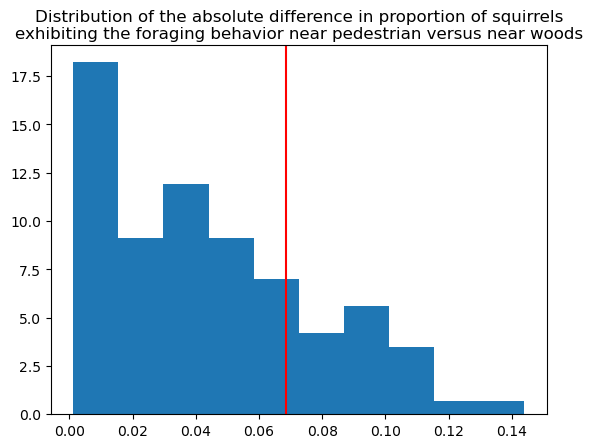 Distribution of the absolute difference in proportion of squirrels
exhibiting the foraging behavior near pedestrian versus near woods
17.5
15.0
12.5
10.0
7.5
5.0
2.5
0.0
0.00 0.02 0.04 0.06 0.08 0.10 0.12 0.14